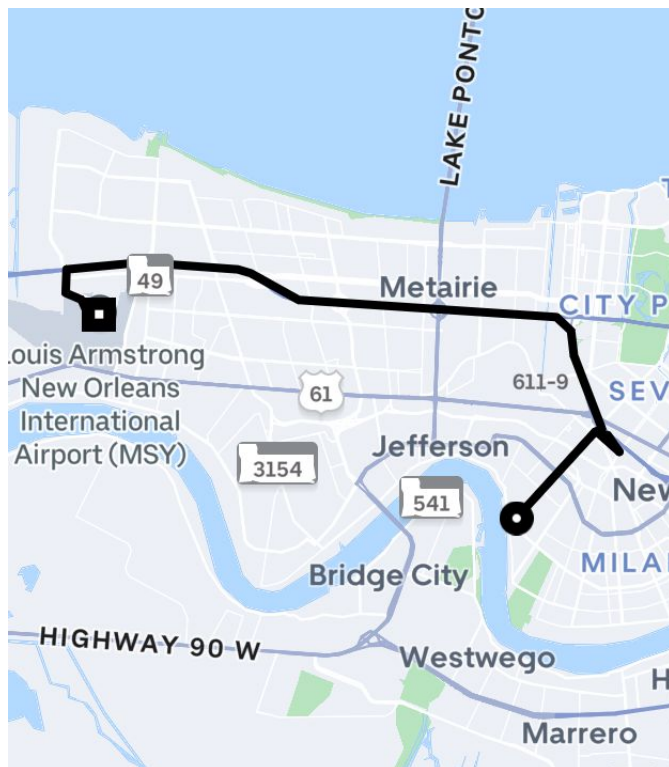 LAKE PONTC
49
Metairie
CITY P
Louis Armstrong
New Orleans
International
Airport (MSY)
61
611-9
SEV
3154
Jefferson
541
New
Bridge City
MILA
HIGHWAY 90 W
Westwego
H
Marrero